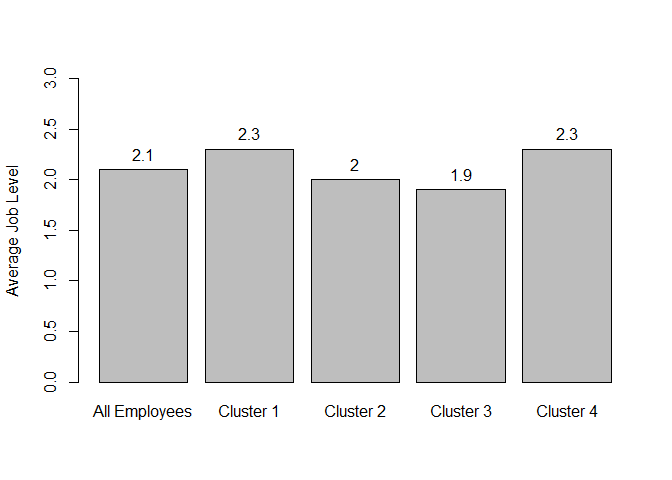 Average Job Level
3.0
2.5
2.0
1.5
1.0
0.5
0.0
2.1
2.3
2
1.9
2.3
All Employees
Cluster 1
Cluster 2
Cluster 3
Cluster 4